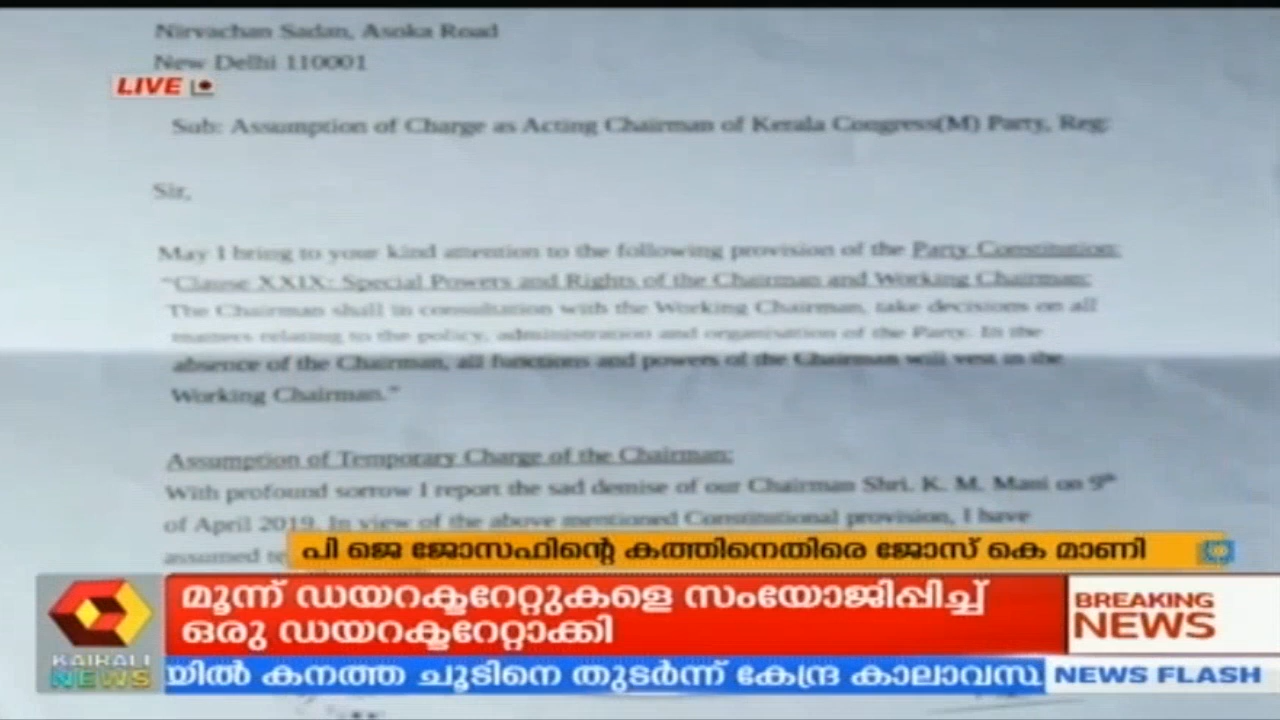 Nirvachan Sadan, Asoka Road
New Delhi 110001
LIVE
Sub: Assumption of Charge as Acting Chairman of Kerala Congress(M) Party, Reg:
Sir,
May I bring to your kind attention to the following provision of the Party Constitution:
"Clause XXIX: Special Powers and Rights of the Chairman and Working Chairman:
The Chairman shall in consultation with the Working Chairman, take decisions on all
matters relating to the policy, administration and organisation of the Party. In the
absence of the Chairman, all functions and powers of the Chairman will vest in the
Working Chairman."
Assumption of Temporary Charge of the Chairman:
With profound sorrow I report the sad demise of our Chairman Shri. K. M. Mani on 9th
of April 2019. In view of the above mentioned Constitutional provision, I have
assumed
പി ജെ ജോസഫിന്റെ കത്തിനെതിരെ ജോസ് കെ മാണി
മൂന്ന് ഡയറക്ടറേറ്റുകളെ സംയോജിപ്പിച്ച്
ഒരു ഡയറക്ടറേറ്റാക്കി
BREAKING
NEWS
KAIRALI
NEWS
യിൽ കനത്ത ചൂടിനെ തുടർന്ന് കേന്ദ്ര കാലാവസ്ഥ
NEWS FLASH